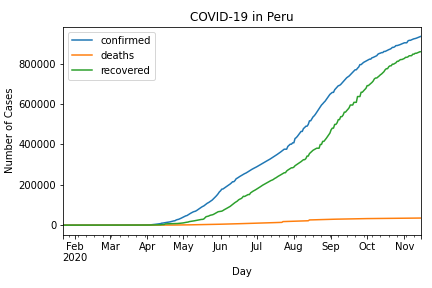 COVID-19 in Peru
confirmed
deaths
recovered
Number of Cases
800000
600000
400000
200000
0
Feb Mar Apr May Jun Jul Aug Sep Oct Nov
2020
Day